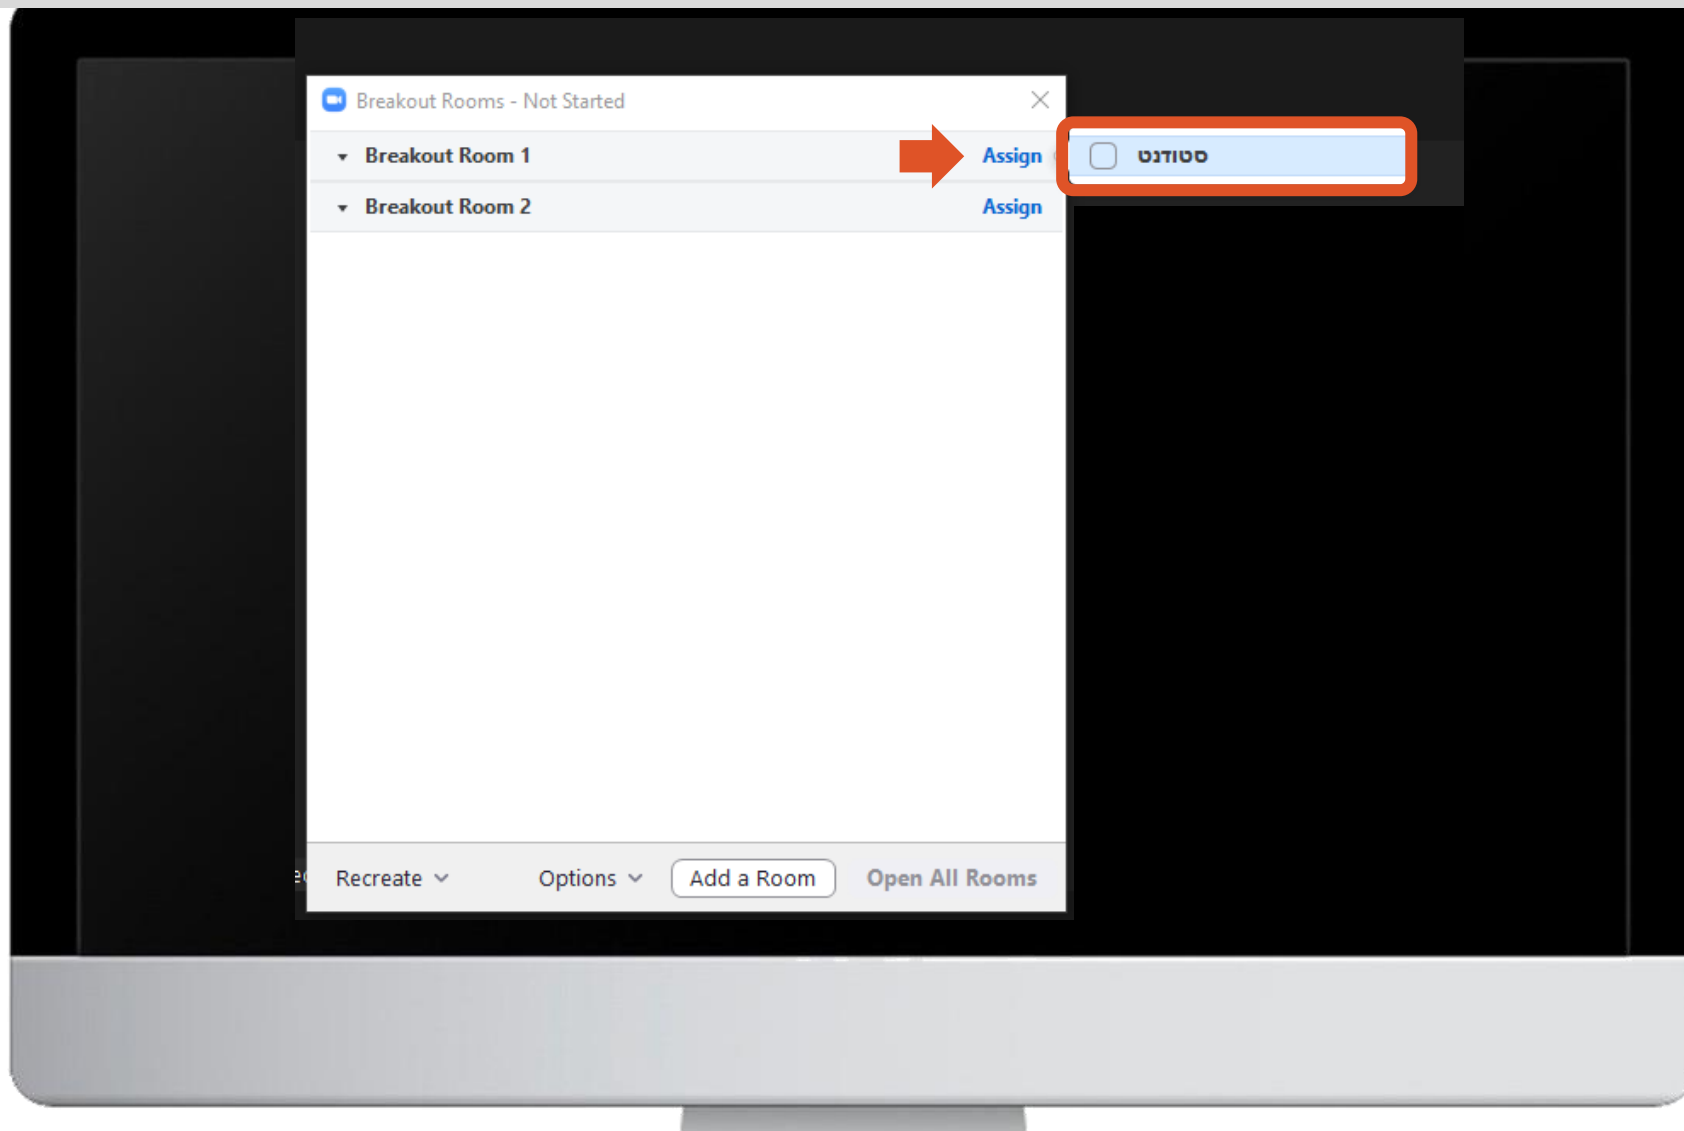 Breakout Rooms - Not Started
Breakout Room 1 Assign
סטודנט
Breakout Room 2 Assign
Recreate Options Add a Room Open All Rooms